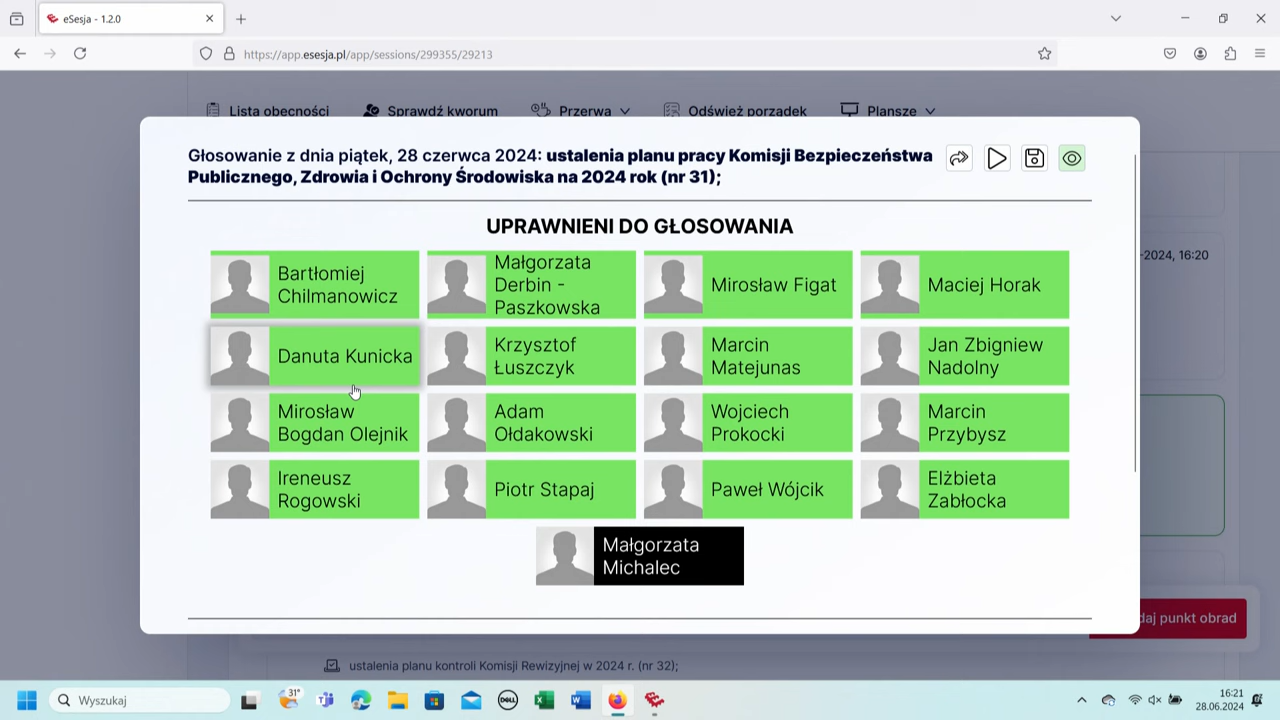 eSesja - 1.2.0
https://app.esesja.pl/app/sessions/299355/29213
Lista obecności
Sprawdź kworum
Przerwa
Odśwież porządek
Plansze
Głosowanie z dnia piątek, 28 czerwca 2024: ustalenia planu pracy Komisji Bezpieczeństwa
Publicznego, Zdrowia i Ochrony Środowiska na 2024 rok (nr 31);
UPRAWNIENI DO GŁOSOWANIA
-2024, 16:20
Bartłomiej
Chilmanowicz
Małgorzata
Derbin -
Paszkowska
Mirosław Figat
Maciej Horak
Danuta Kunicka
Krzysztof
Łuszczyk
Marcin
Matejunas
Jan Zbigniew
Nadolny
Mirosław
Bogdan Olejnik
Adam
Ołdakowski
Wojciech
Prokocki
Marcin
Przybysz
Ireneusz
Rogowski
Piotr Stapaj
Paweł Wójcik
Elżbieta
Zabłocka
Małgorzata
Michalec
daj punkt obrad
ustalenia planu kontroli Komisji Rewizyjnej w 2024 r. (nr 32);
31°
Wyszukaj
DELL
16:21
28.06.2024